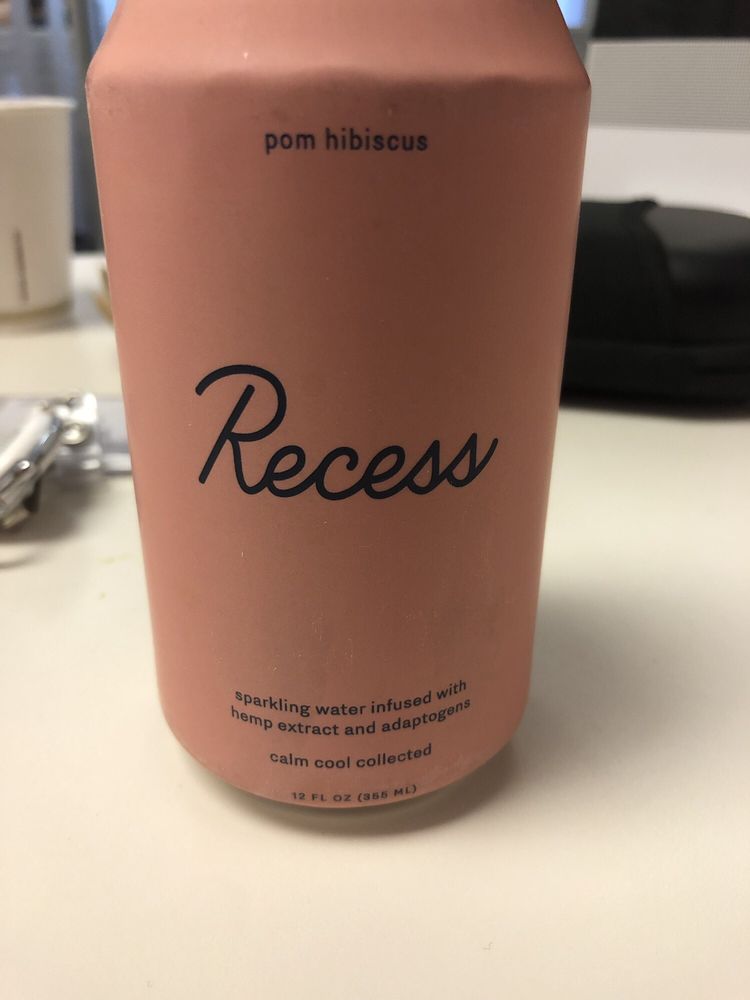 pom hibiscus
Recess
sparkling water infused with
hemp extract and adaptogens
calm cool collected
12 FL OZ (355 ML)